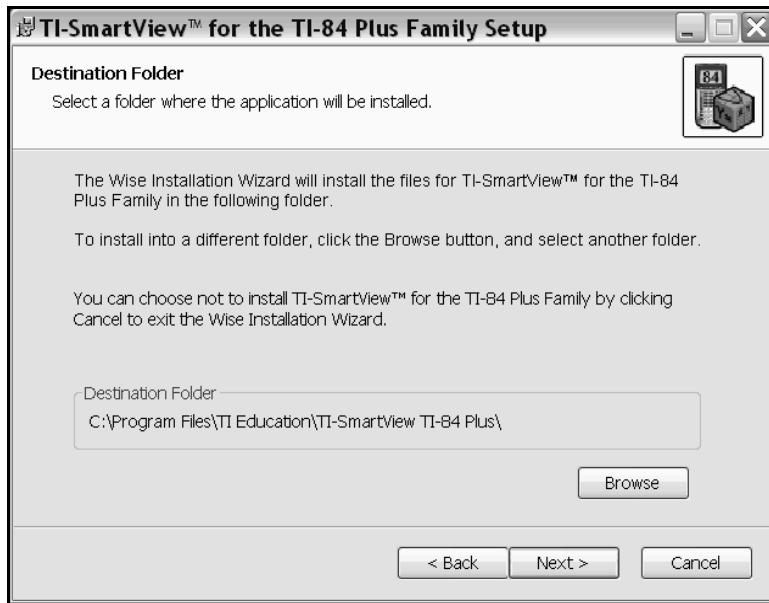 TI-SmartView™ for the TI-84 Plus Family Setup
Destination Folder
Select a folder where the application will be installed.
84
The Wise Installation Wizard will install the files for TI-SmartView™ for the TI-84
Plus Family in the following folder.
To install into a different folder, click the Browse button, and select another folder.
You can choose not to install TI-SmartView™ for the TI-84 Plus Family by clicking
Cancel to exit the Wise Installation Wizard.
Destination Folder
C:\Program Files\TI Education\TI-SmartView TI-84 Plus\
Browse
< Back Next > Cancel